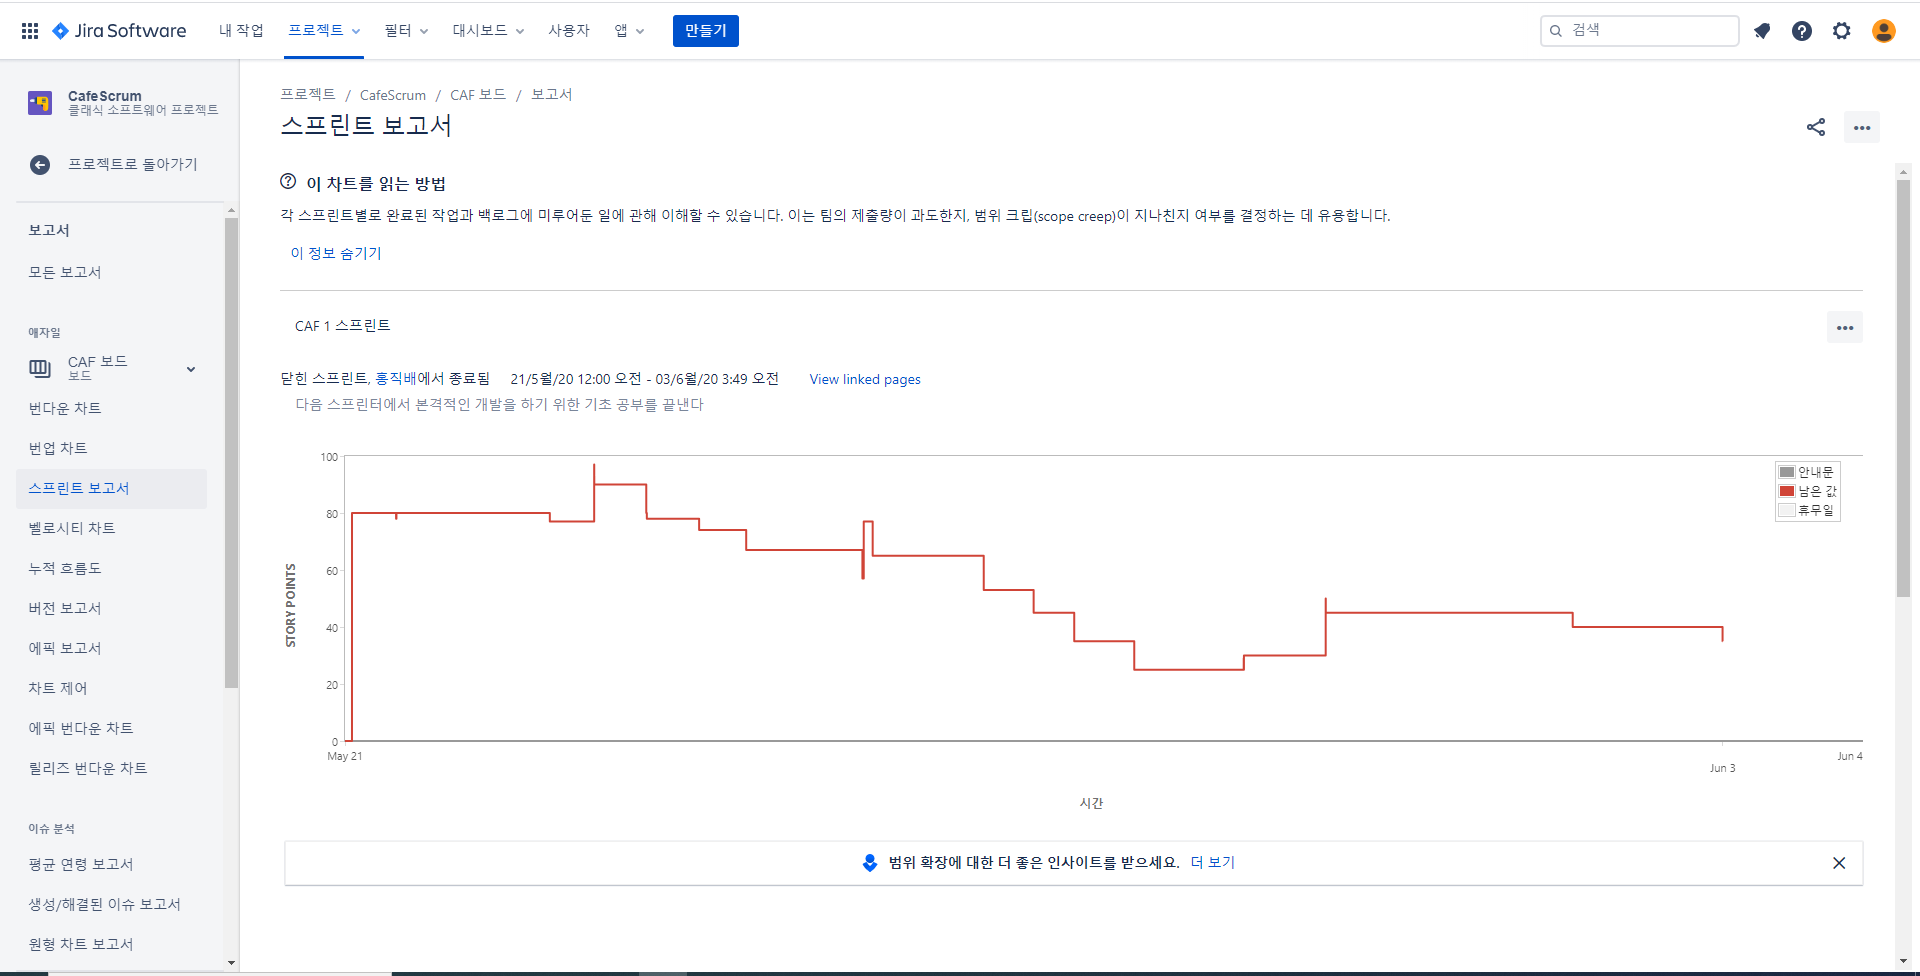 Jira Software 내 작업 프로젝트 필터 대시보드 사용자 앱 만들기 검색
CafeScrum
클래식 소프트웨어 프로젝트
프로젝트로 돌아가기
보고서
모든 보고서
애자일
CAF 보드
보드
번다운 차트
번업 차트
스프린트 보고서
벨로시티 차트
누적 흐름도
버전 보고서
에픽 보고서
차트 제어
에픽 번다운 차트
릴리즈 번다운 차트
이슈 분석
평균 연령 보고서
생성/해결된 이슈 보고서
원형 차트 보고서
프로젝트 / CafeScrum / CAF 보드 / 보고서
스프린트 보고서
이 차트를 읽는 방법
각 스프린트별로 완료된 작업과 백로그에 미루어둔 일에 관해 이해할 수 있습니다. 이는 팀의 제출량이 과도한지, 범위 크립(scope creep)이 지나친지 여부를 결정하는 데 유용합니다.
이 정보 숨기기
CAF 1 스프린트
닫힌 스프린트, 홍직배에서 종료됨 21/5월/20 12:00 오전 - 03/6월/20 3:49 오전 View linked pages
다음 스프린터에서 본격적인 개발을 하기 위한 기초 공부를 끝낸다
100
80
60
40
20
0
STORY POINTS
안내문
남은 값
휴무일
May 21
Jun 3
Jun 4
시간
범위 확장에 대한 더 좋은 인사이트를 받으세요. 더 보기